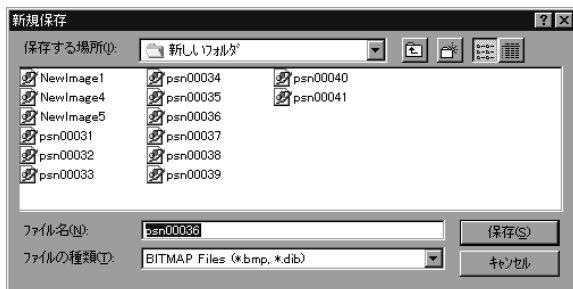 新規保存
保存する場所(I):
新しいフォルダ
NewImage1
NewImage4
NewImage5
psn00031
psn00032
psn00033
psn00034
psn00035
psn00036
psn00037
psn00038
psn00039
psn00040
psn00041
ファイル名(N):
psn00036
保存(S)
ファイルの種類(T):
BITMAP Files (*.bmp, *.dib)
キャンセル